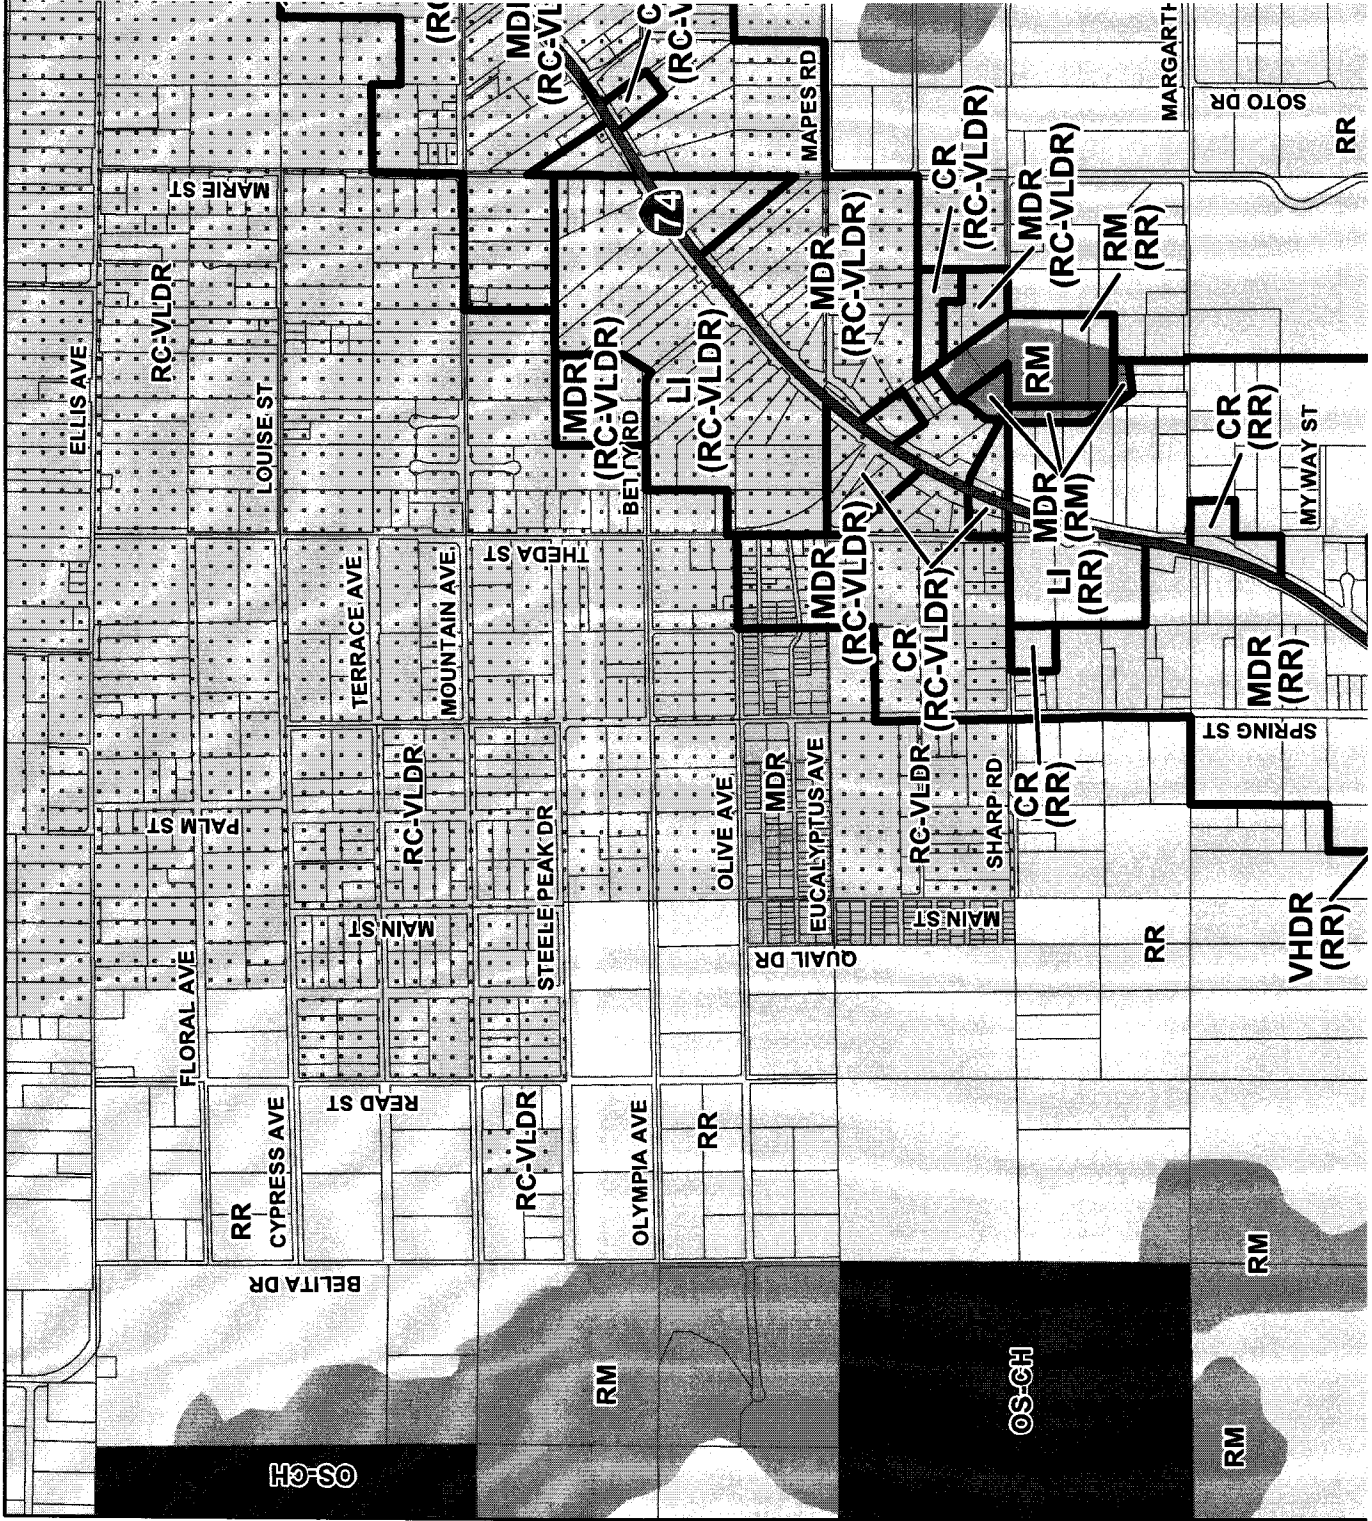 ELLIS AVE
MARIE ST
RC-VLDR
LOUISE ST
MDR
(RC-VLDR)
BETTY RD
LI
(RC-VLDR)
74
MAPES RD
MDR
(RC-VLDR)
CR
(RC-VLDR)
MDR
(RC-VLDR)
RM
(RR)
RM
SOTO DR
RR
CR
(RR)
MY WAY ST
MDR
(RM)
LI
(RR)
THEDA ST
TERRACE AVE
MOUNTAIN AVE
MDR
(RC-VLDR)
CR
(RC-VLDR)
MDR
(RR)
SPRING ST
PALM ST
RC-VLDR
STEELE PEAK DR
OLIVE AVE
MDR
EUCALYPTUS AVE
RC-VLDR
SHARP RD
CR
(RR)
FLORAL AVE
MAIN ST
QUAIL DR
MAIN ST
RR
VHDR
(RR)
RR
CYPRESS AVE
READ ST
RC-VLDR
OLYMPIA AVE
RR
BELITA DR
RM
OS-CH
OS-CH
RM
RM